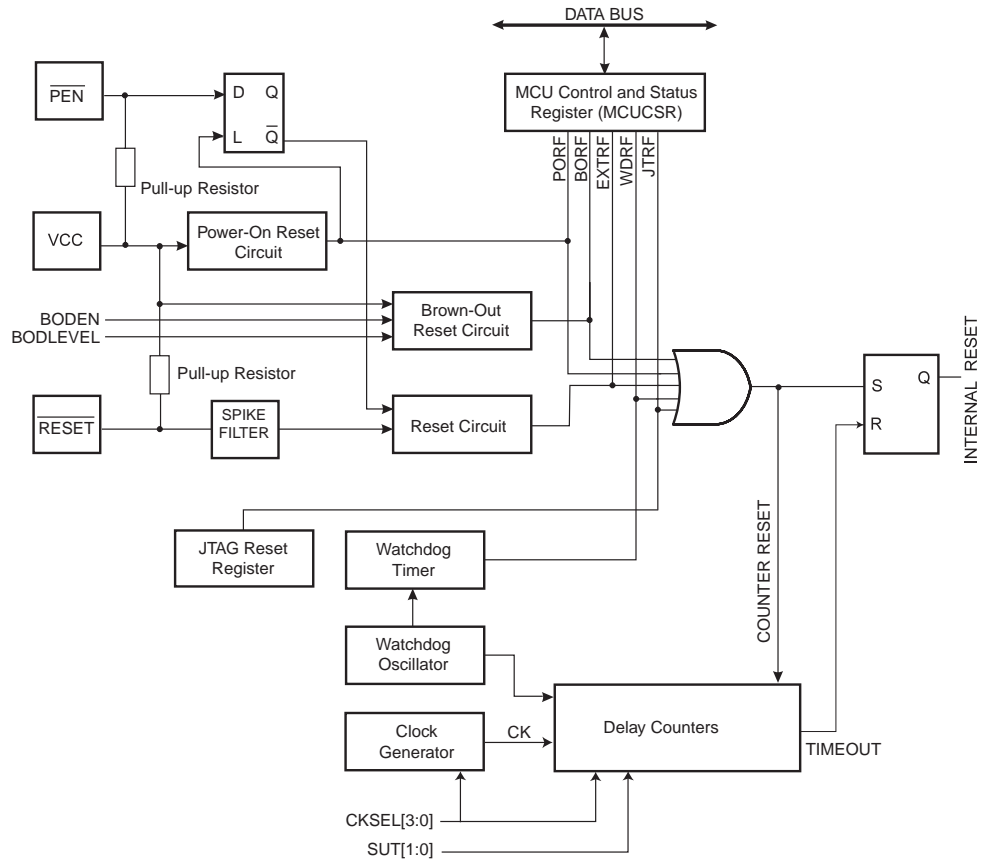 DATA BUS
PEN
D Q
L Q
MCU Control and Status
Register (MCUCSR)
PORF
BORF
EXTRF
WDRF
JTRF
Pull-up Resistor
VCC
Power-On Reset
Circuit
BODEN
BODLEVEL
Brown-Out
Reset Circuit
Pull-up Resistor
RESET
SPIKE
FILTER
Reset Circuit
S Q
R
INTERNAL RESET
JTAG Reset
Register
Watchdog
Timer
COUNTER RESET
Watchdog
Oscillator
Clock
Generator
CK
Delay Counters
TIMEOUT
CKSEL[3:0]
SUT[1:0]